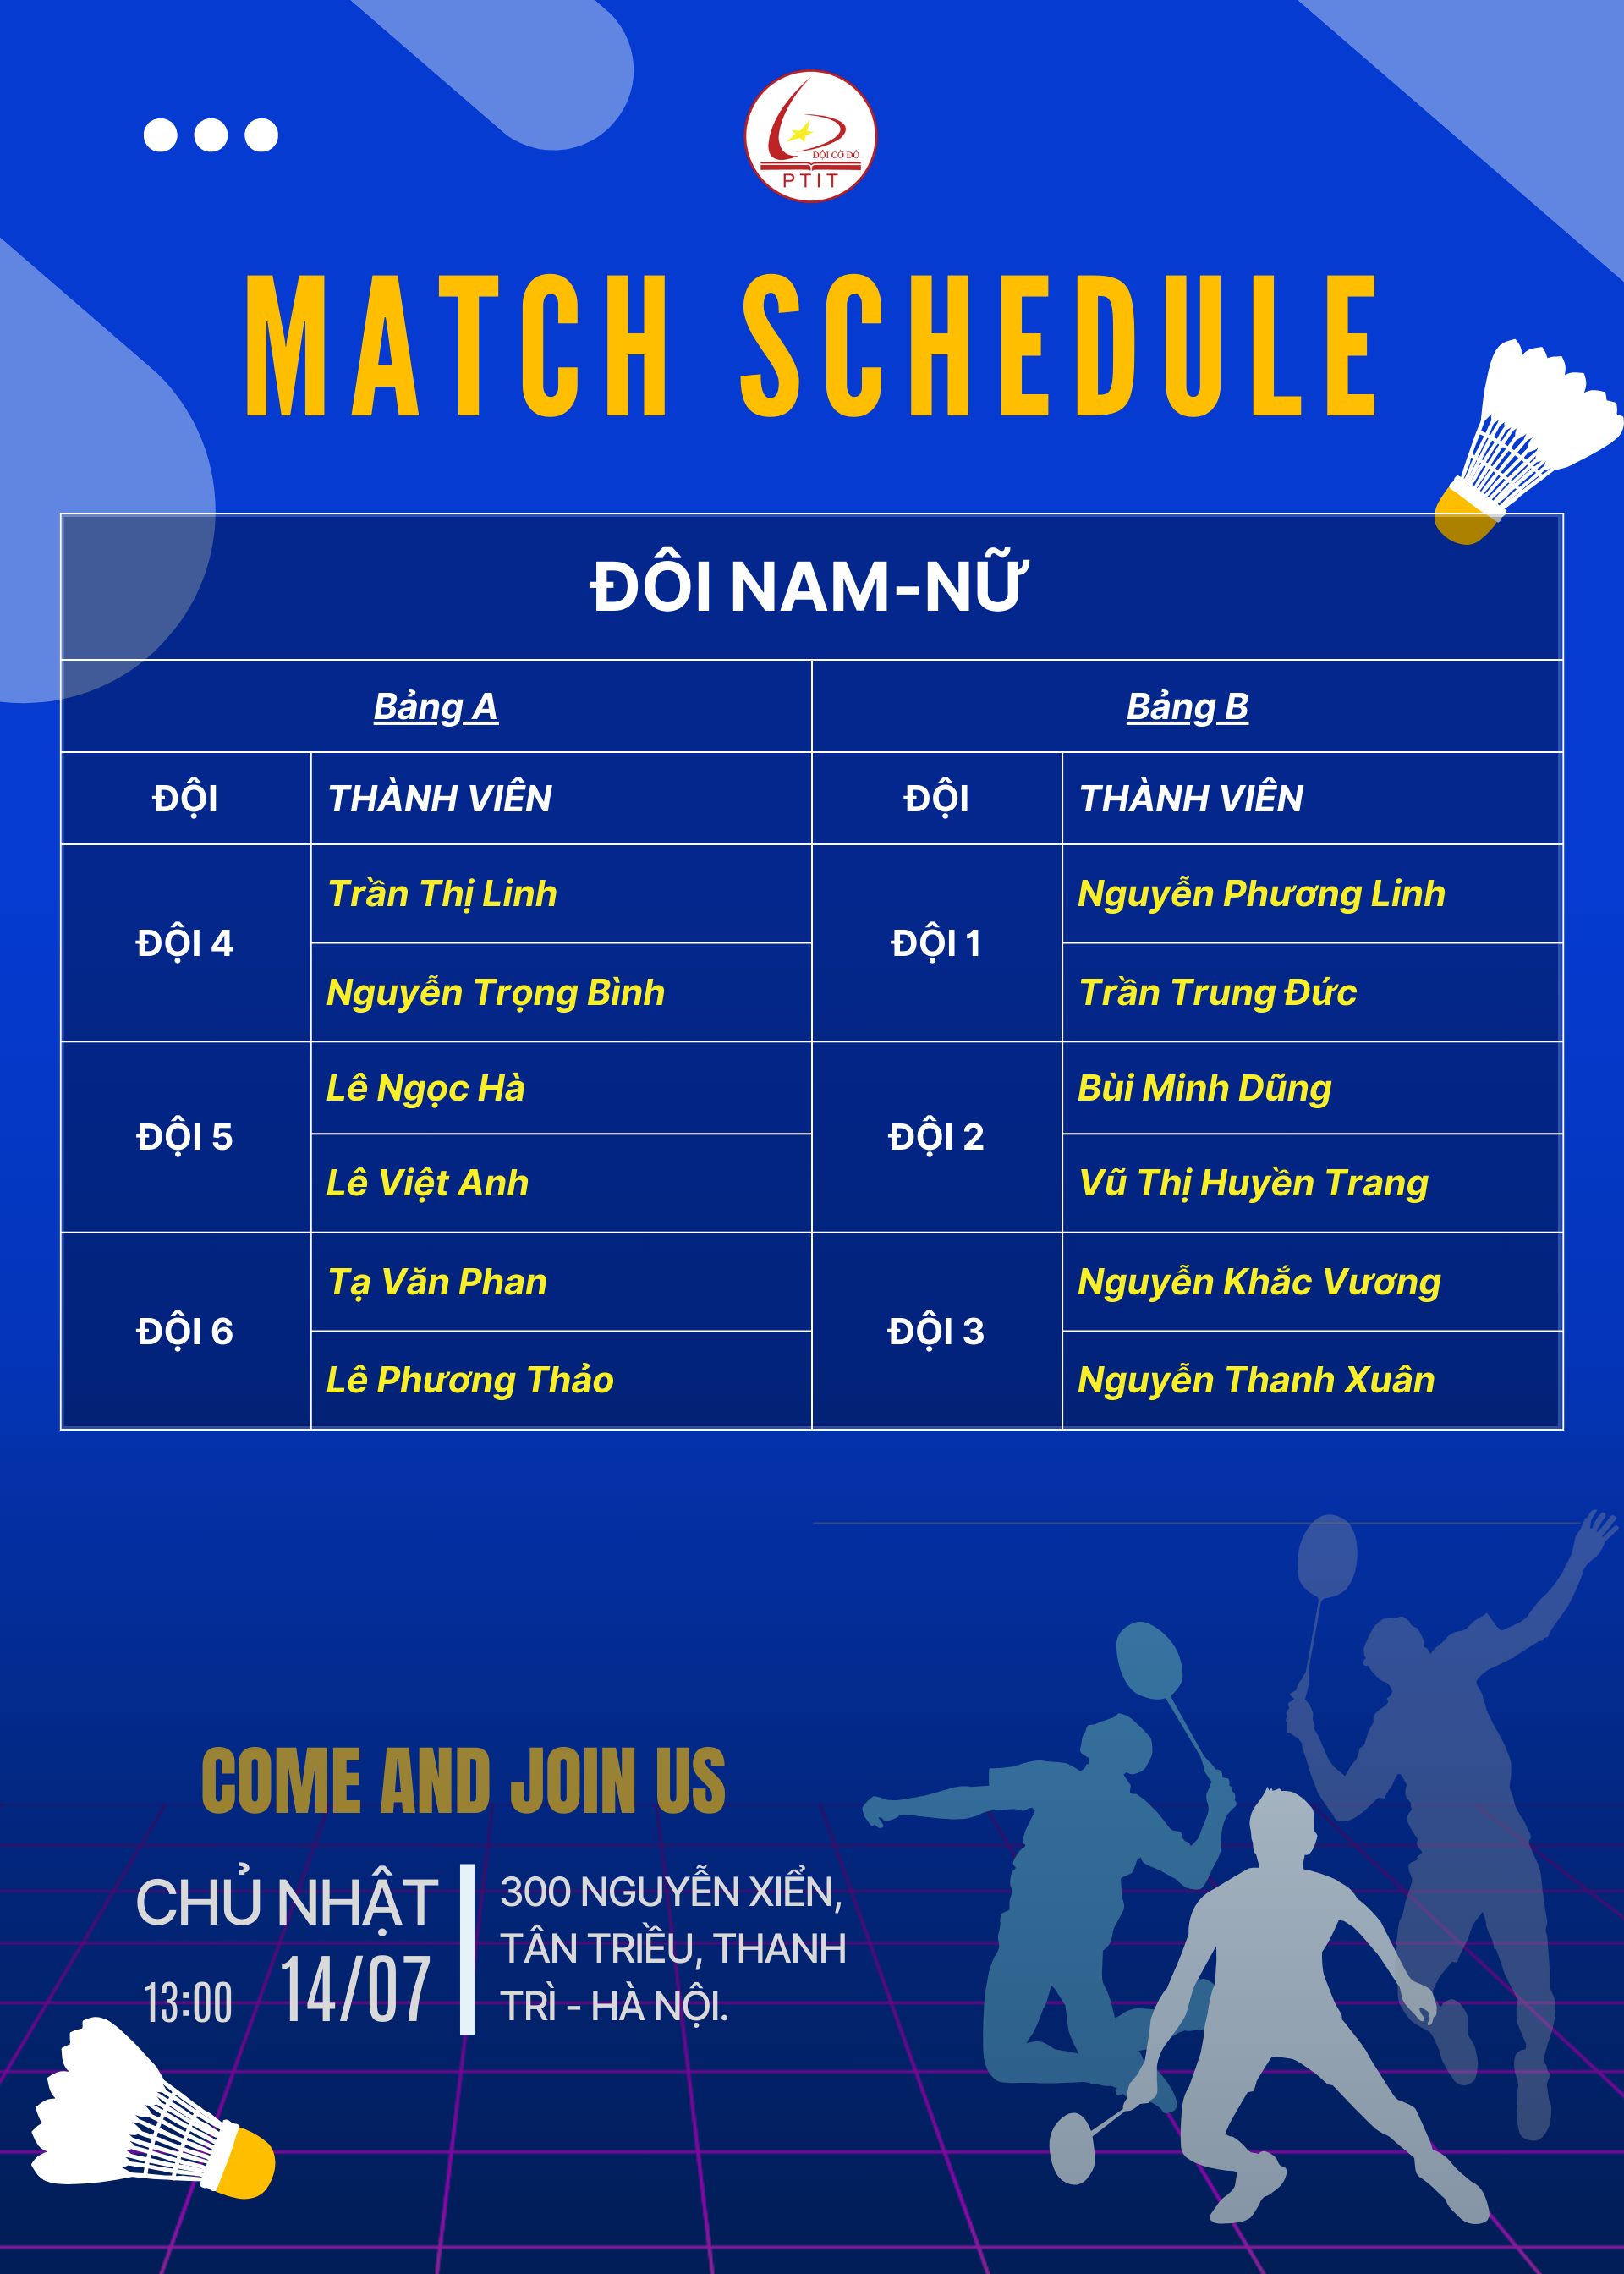 ĐỘI CỜ ĐỎ
PTIT
MATCH SCHEDULE
ĐÔI NAM-NỮ
Bảng A
Bảng B
ĐỘI
THÀNH VIÊN
ĐỘI
THÀNH VIÊN
ĐỘI 4
Trần Thị Linh
Nguyễn Trọng Bình
ĐỘI 1
Nguyễn Phương Linh
Trần Trung Đức
ĐỘI 5
Lê Ngọc Hà
Lê Việt Anh
ĐỘI 2
Bùi Minh Dũng
Vũ Thị Huyền Trang
ĐỘI 6
Tạ Văn Phan
Lê Phương Thảo
ĐỘI 3
Nguyễn Khắc Vương
Nguyễn Thanh Xuân
COME AND JOIN US
CHỦ NHẬT
13:00 14/07
300 NGUYỄN XIỂN,
TÂN TRIỀU, THANH
TRÌ - HÀ NỘI.